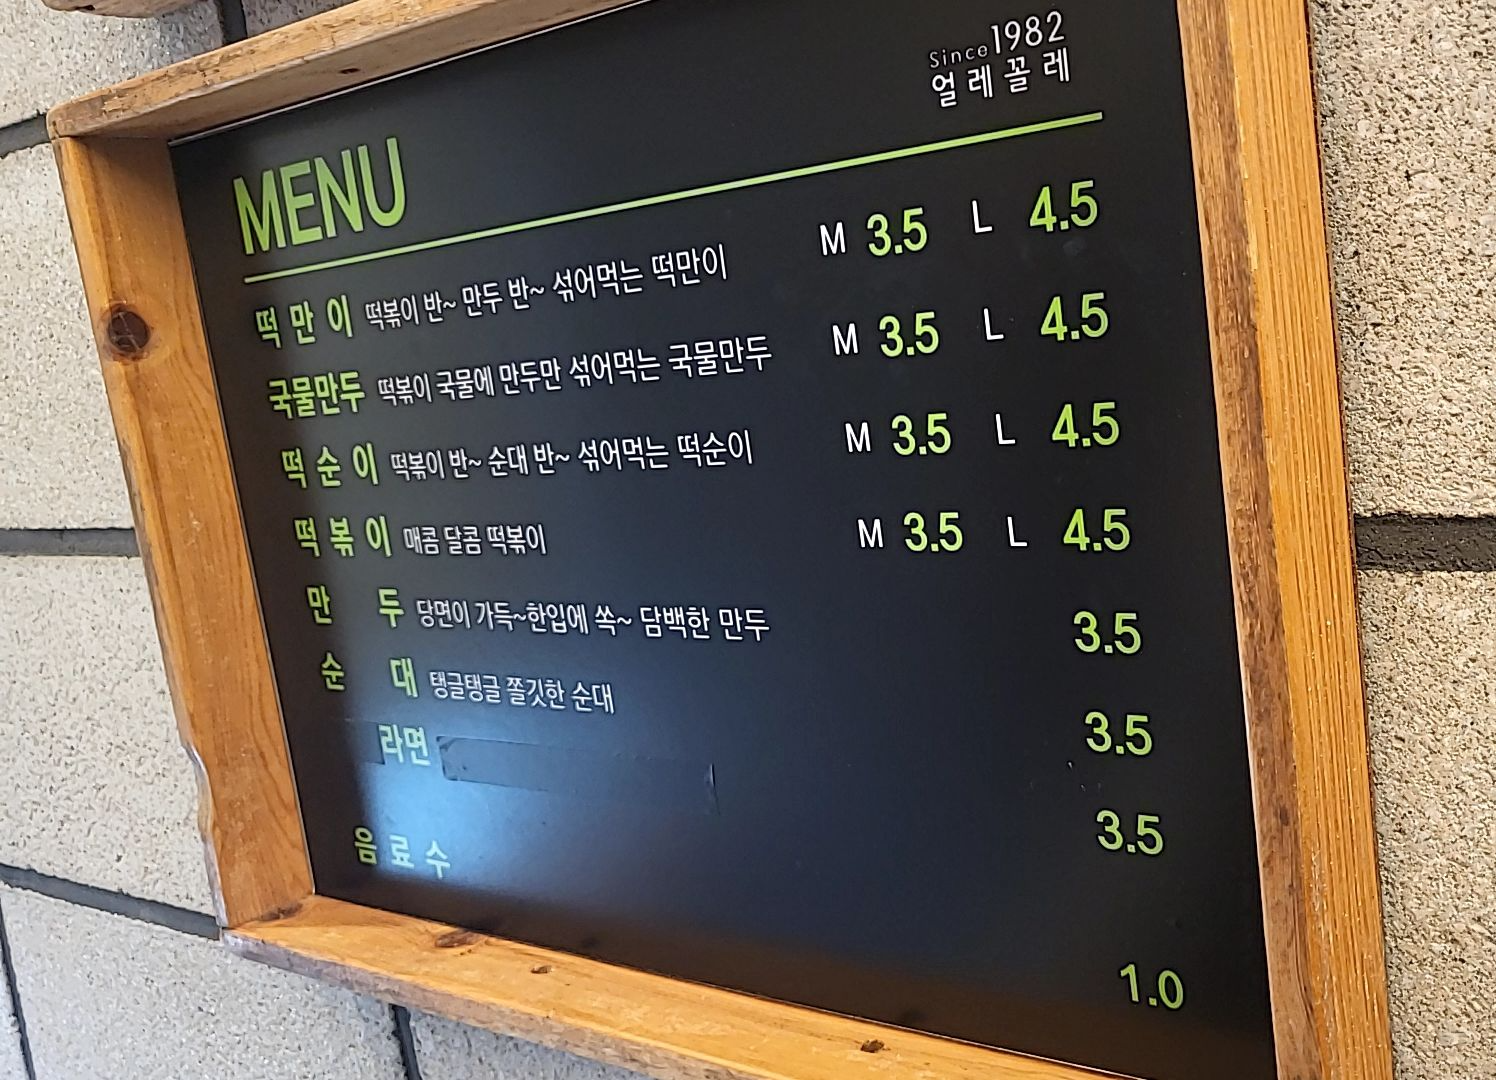 Since 1982
얼레꼴레
MENU
떡만이 떡볶이 반~ 만두 반~ 섞어먹는 떡만이 M 3.5 L 4.5
국물만두 떡볶이 국물에 만두만 섞어먹는 국물만두 M 3.5 L 4.5
떡순이 떡볶이 반~ 순대 반~ 섞어먹는 떡순이 M 3.5 L 4.5
떡볶이 매콤 달콤 떡볶이 M 3.5 L 4.5
만두 당면이 가득~한입에 쏙~ 담백한 만두 3.5
순대 탱글탱글 쫄깃한 순대 3.5
라면 3.5
음료수 1.0